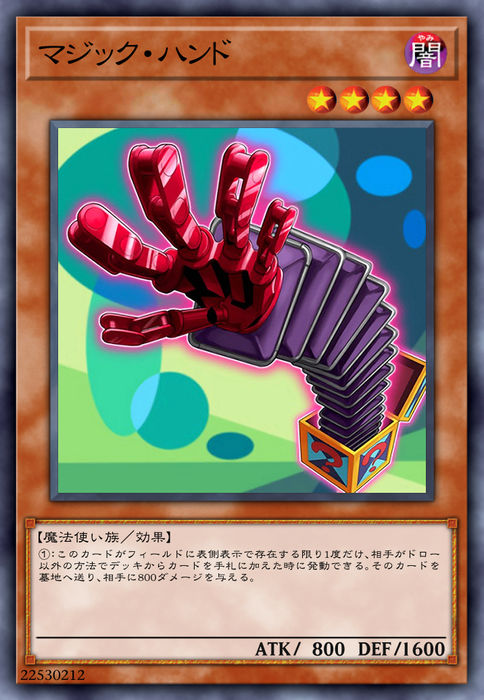 マジック・ハンド
やみ
闇
【魔法使い族／効果】
①：このカードがフィールドに表側表示で存在する限り1度だけ、相手がドロー
以外の方法でデッキからカードを手札に加えた時に発動できる。そのカードを
墓地へ送り、相手に800ダメージを与える。
ATK/ 800 DEF/1600
22530212